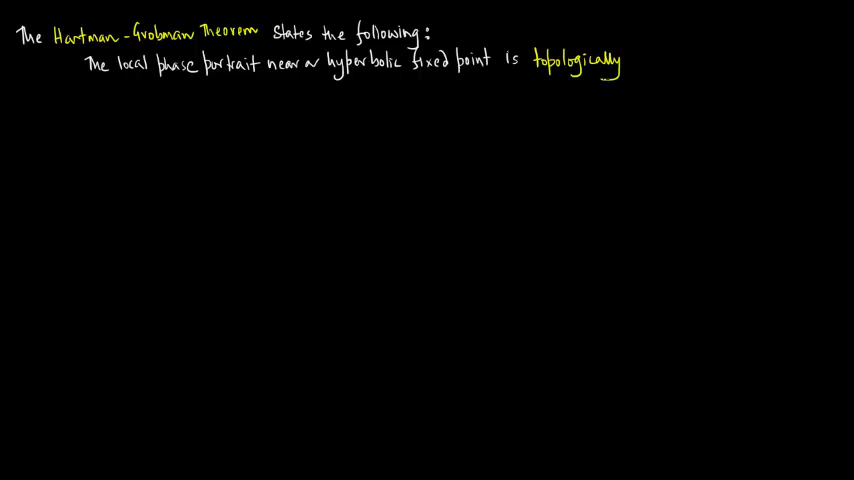 The Hartman-Grobman Theorem states the following:
The local phase portrait near a hyperbolic fixed point is topologically